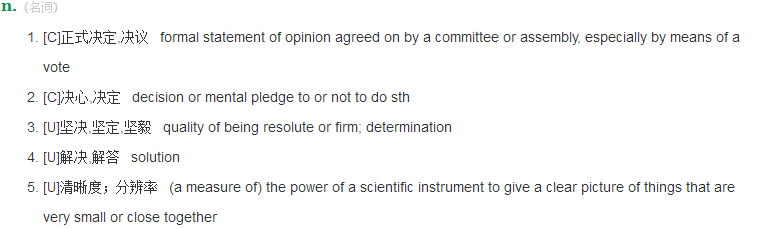 n. (名词)
1. [C]正式决定,决议 formal statement of opinion agreed on by a committee or assembly, especially by means of a
vote
2. [C]决心,决定 decision or mental pledge to or not to do sth
3. [U]坚决,坚定,坚毅 quality of being resolute or firm; determination
4. [U]解决,解答 solution
5. [U]清晰度；分辨率 (a measure of) the power of a scientific instrument to give a clear picture of things that are
very small or close together